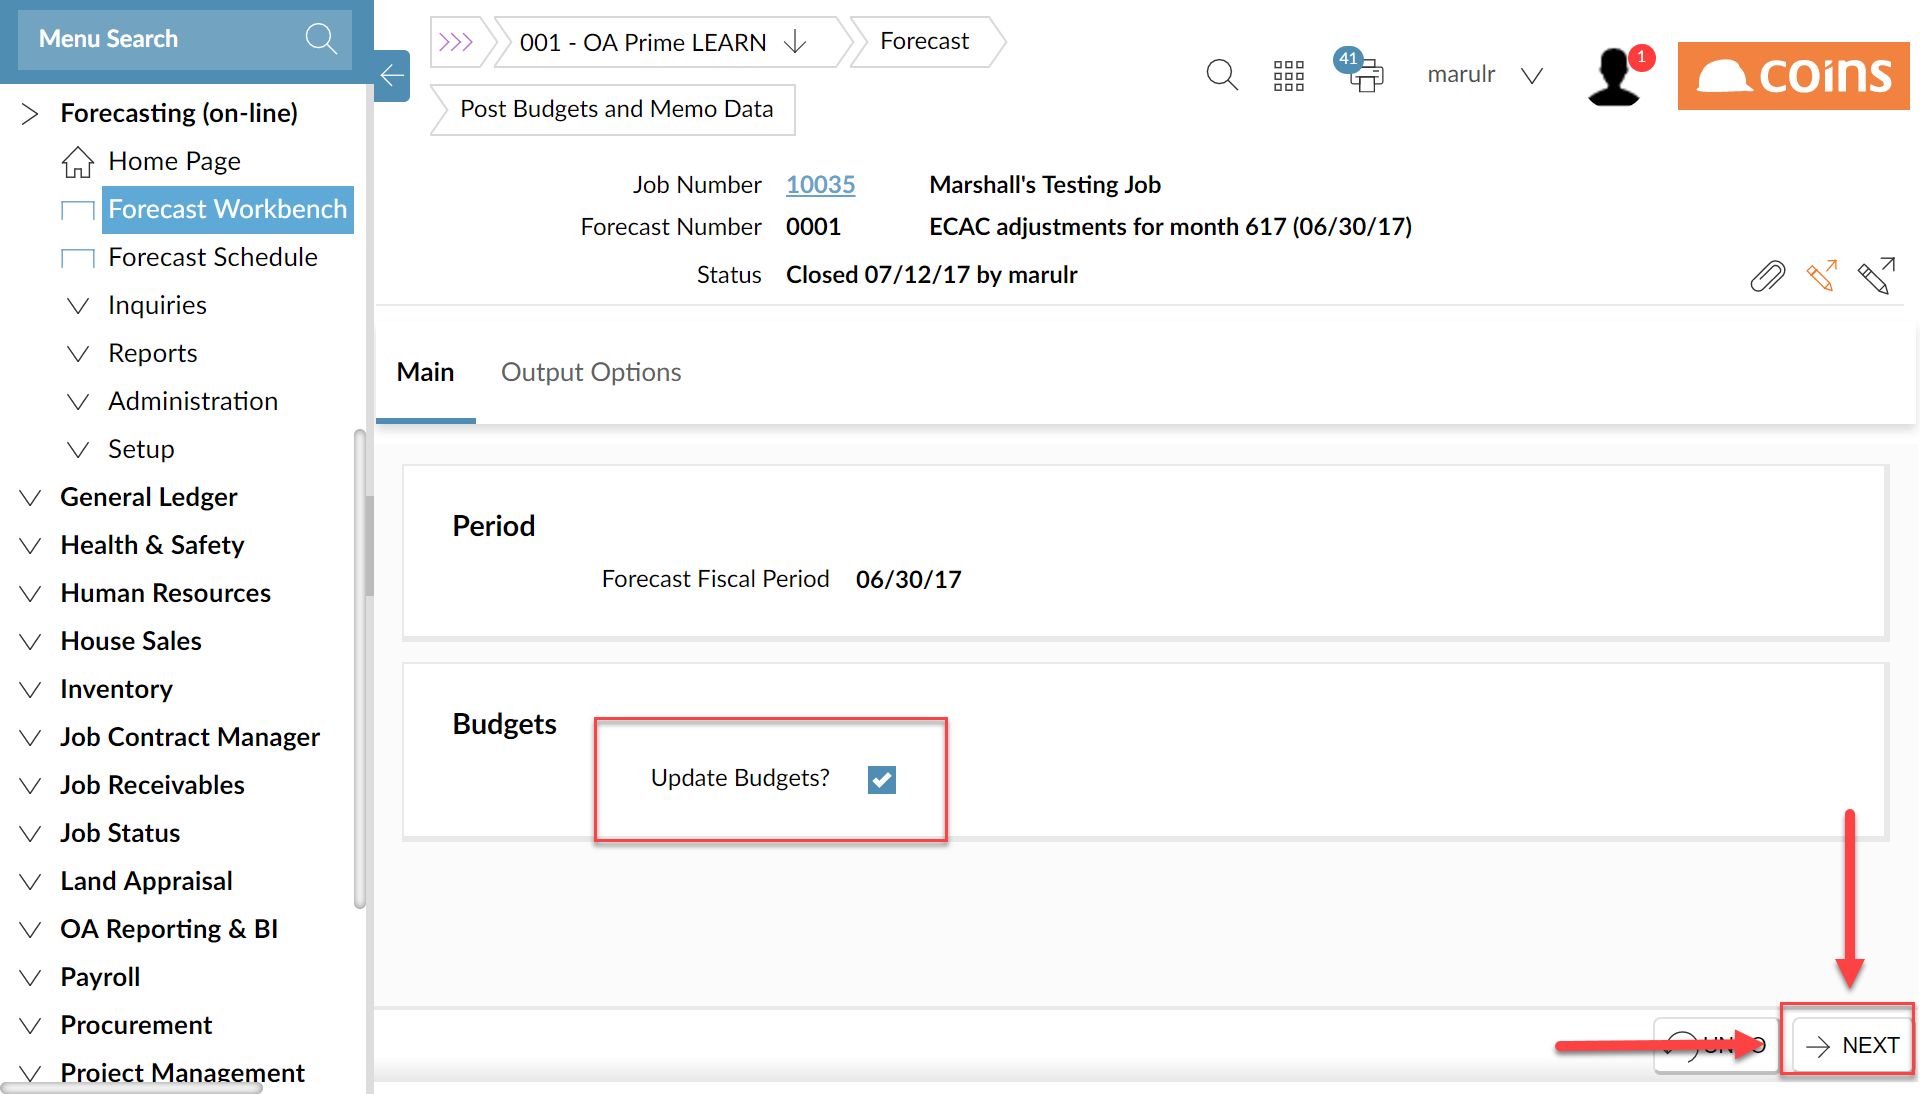 Menu Search
Forecasting (on-line)
Home Page
Forecast Workbench
Forecast Schedule
Inquiries
Reports
Administration
Setup
General Ledger
Health & Safety
Human Resources
House Sales
Inventory
Job Contract Manager
Job Receivables
Job Status
Land Appraisal
OA Reporting & BI
Payroll
Procurement
Project Management
>>> 001 - OA Prime LEARN Forecast
41 marulr 1 coins
Post Budgets and Memo Data
Job Number 10035 Marshall's Testing Job
Forecast Number 0001 ECAC adjustments for month 617 (06/30/17)
Status Closed 07/12/17 by marulr
Main Output Options
Period
Forecast Fiscal Period 06/30/17
Budgets
Update Budgets?
NEXT